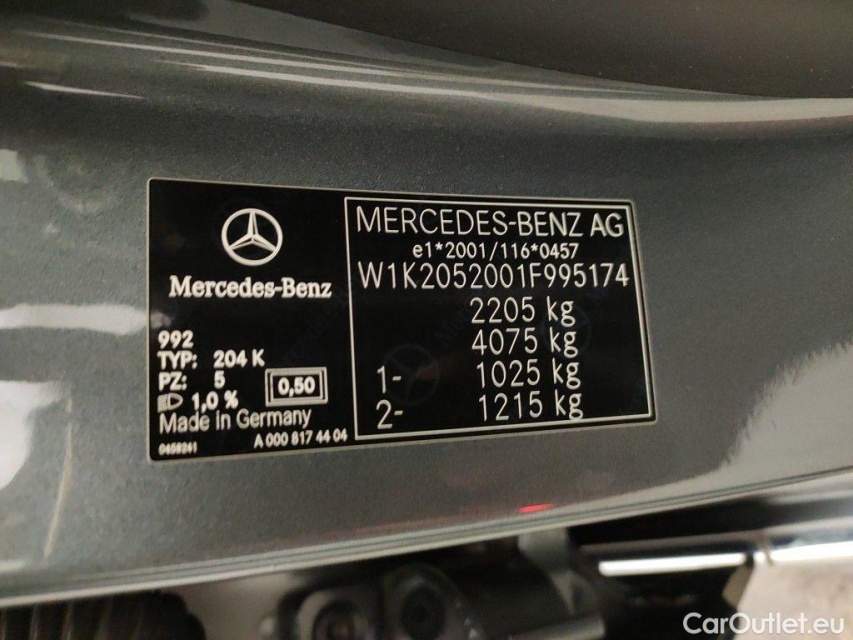 Mercedes-Benz
992
TYP: 204 K
PZ: 5
0,50
1,0 %
Made in Germany
0458241
A 000 817 44 04
MERCEDES-BENZ AG
e1*2001/116*0457
W1K2052001F995174
2205 kg
4075 kg
1- 1025 kg
2- 1215 kg
CarOutlet.eu